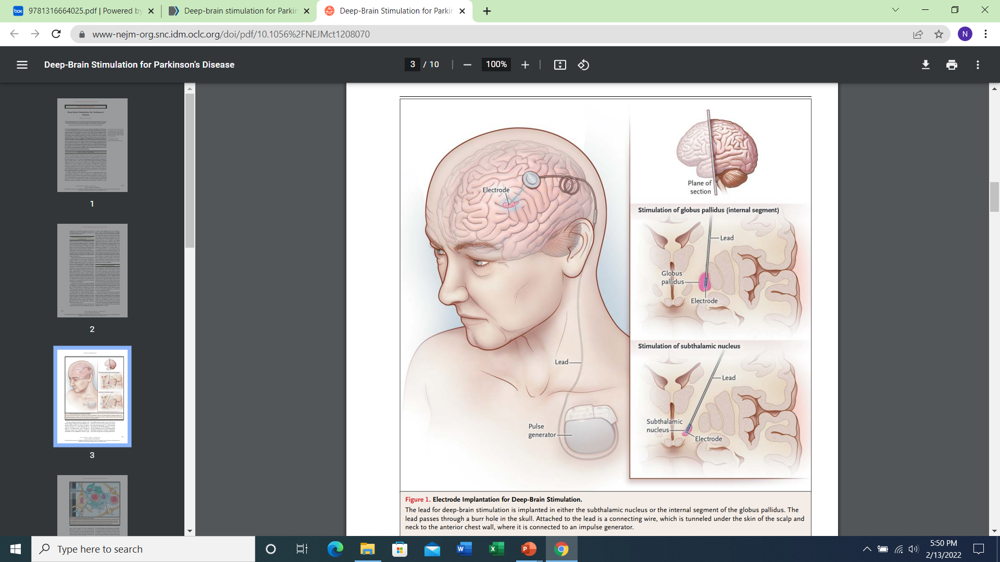 9781316664025.pdf | Powered by
Deep-brain stimulation for Parkin
Deep-Brain Stimulation for Parkin
www-nejm-org.snc.idm.oclc.org/doi/pdf/10.1056%2FNEJMct1208070
N
Deep-Brain Stimulation for Parkinson's Disease
3 / 10
100%
1
2
3
Electrode
Lead
Pulse
generator
Plane of
section
Stimulation of globus pallidus (internal segment)
Lead
Globus
pallidus
Electrode
Stimulation of subthalamic nucleus
Lead
Subthalamic
nucleus
Electrode
Figure 1. Electrode Implantation for Deep-Brain Stimulation.
The lead for deep-brain stimulation is implanted in either the subthalamic nucleus or the internal segment of the globus pallidus. The
lead passes through a burr hole in the skull. Attached to the lead is a connecting wire, which is tunneled under the skin of the scalp and
neck to the anterior chest wall, where it is connected to an impulse generator.
Type here to search
5:50 PM
2/13/2022